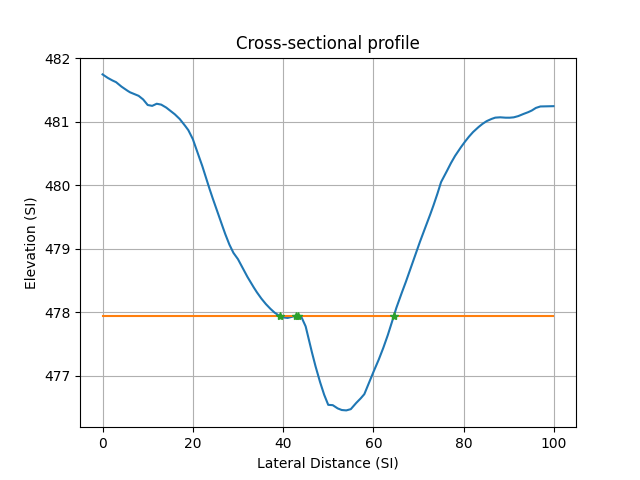 Cross-sectional profile
482
481
480
479
478
477
Elevation (SI)
0 20 40 60 80 100
Lateral Distance (SI)